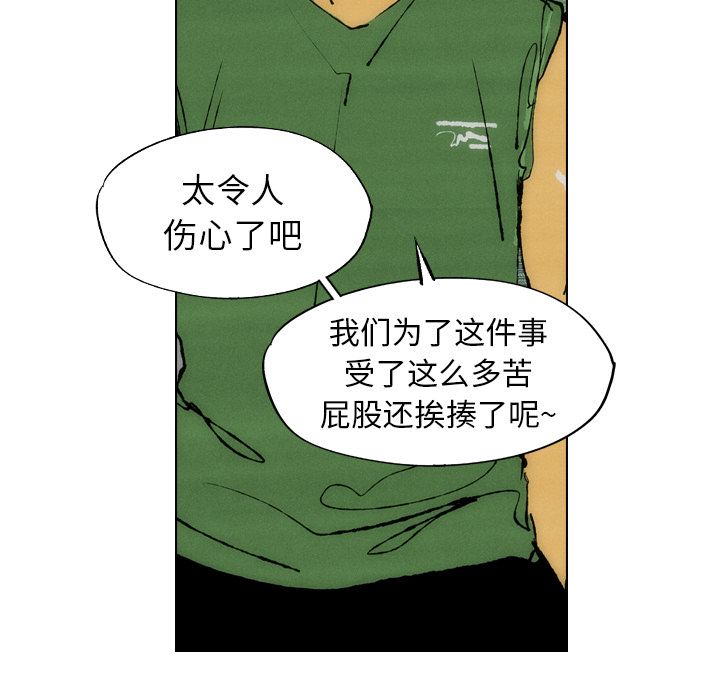 太令人
伤心了吧
我们为了这件事
受了这么多苦
屁股还挨揍了呢~